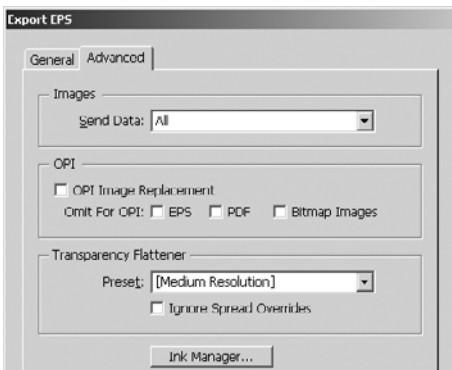 Export EPS
General Advanced
Images
Send Data: All
OPI
OPI Image Replacement
Omit For OPI: EPS PDF Bitmap Images
Transparency Flattener
Preset: [Medium Resolution]
Ignore Spread Overrides
Ink Manager...